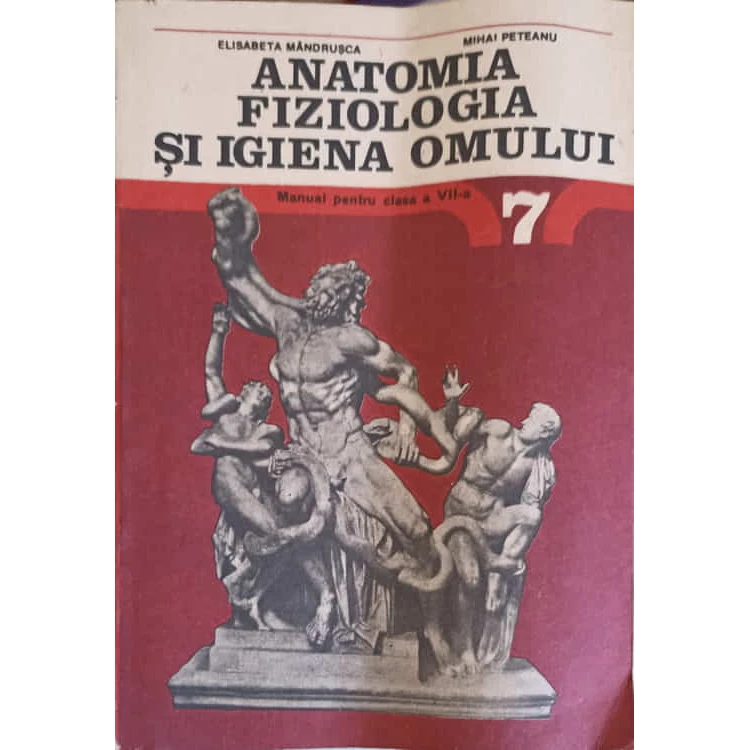 ELISABETA MÂNDRUȘCA MIHAI PETEANU
ANATOMIA
FIZIOLOGIA
ȘI IGIENA OMULUI
Manual pentru clasa a VII-a
7